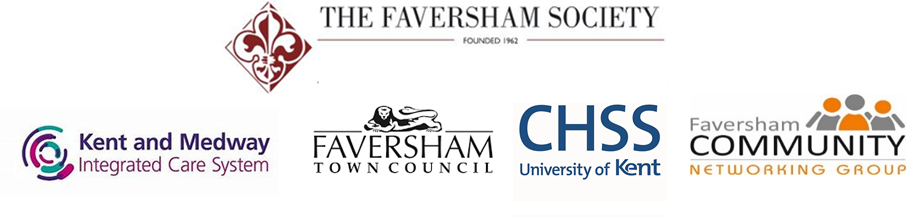 THE FAVERSHAM SOCIETY
FOUNDED 1962
Kent and Medway
Integrated Care System
FAVERSHAM
TOWN COUNCIL
CHSS
University of Kent
Faversham
COMMUNITY
NETWORKING GROUP